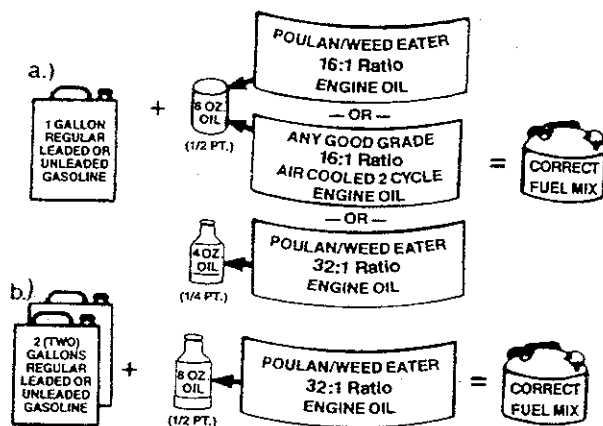 a.)
1 GALLON
REGULAR
LEADED OR
UNLEADED
GASOLINE
+
8 OZ.
OIL
(1/2 PT.)
POULAN/WEED EATER
16:1 Ratio
ENGINE OIL
— OR —
ANY GOOD GRADE
16:1 Ratio
AIR COOLED 2 CYCLE
ENGINE OIL
— OR —
4 OZ.
OIL
(1/4 PT.)
POULAN/WEED EATER
32:1 Ratio
ENGINE OIL
=
CORRECT
FUEL MIX
b.)
2 (TWO)
GALLONS
REGULAR
LEADED OR
UNLEADED
GASOLINE
+
8 OZ.
OIL
(1/2 PT.)
POULAN/WEED EATER
32:1 Ratio
ENGINE OIL
=
CORRECT
FUEL MIX